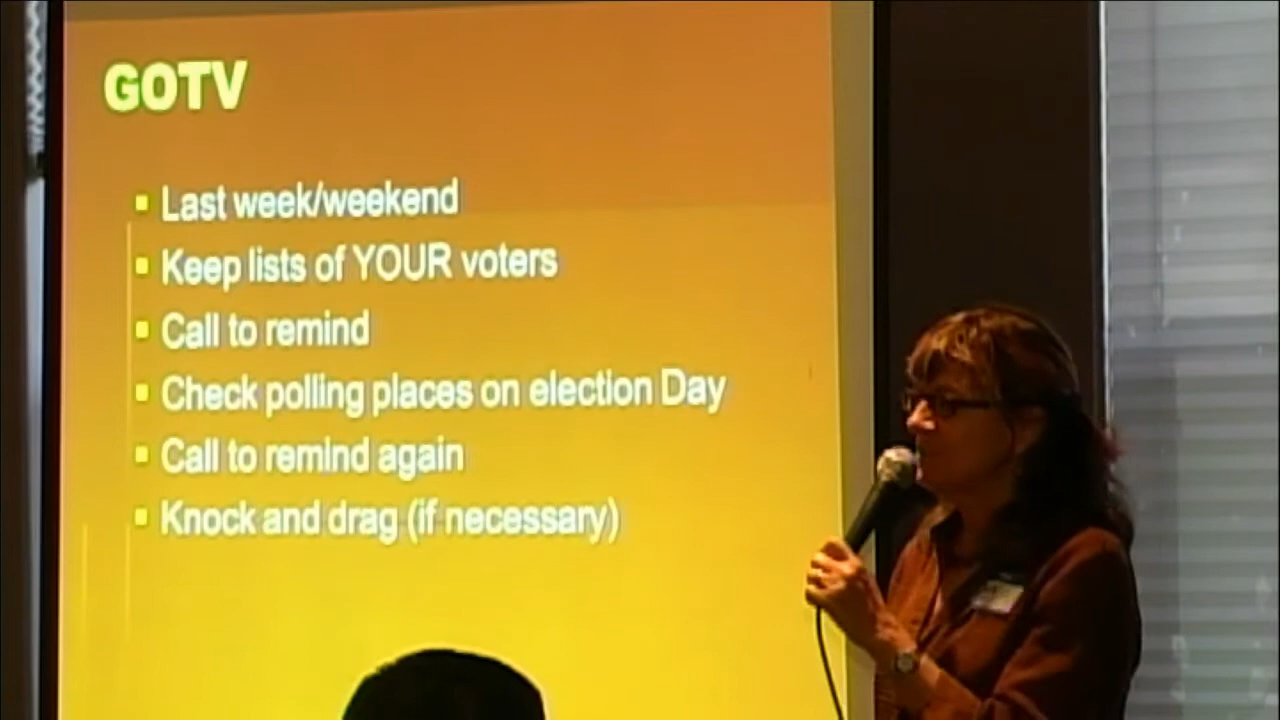 GOTV
Last week/weekend
Keep lists of YOUR voters
Call to remind
Check polling places on election Day
Call to remind again
Knock and drag (if necessary)